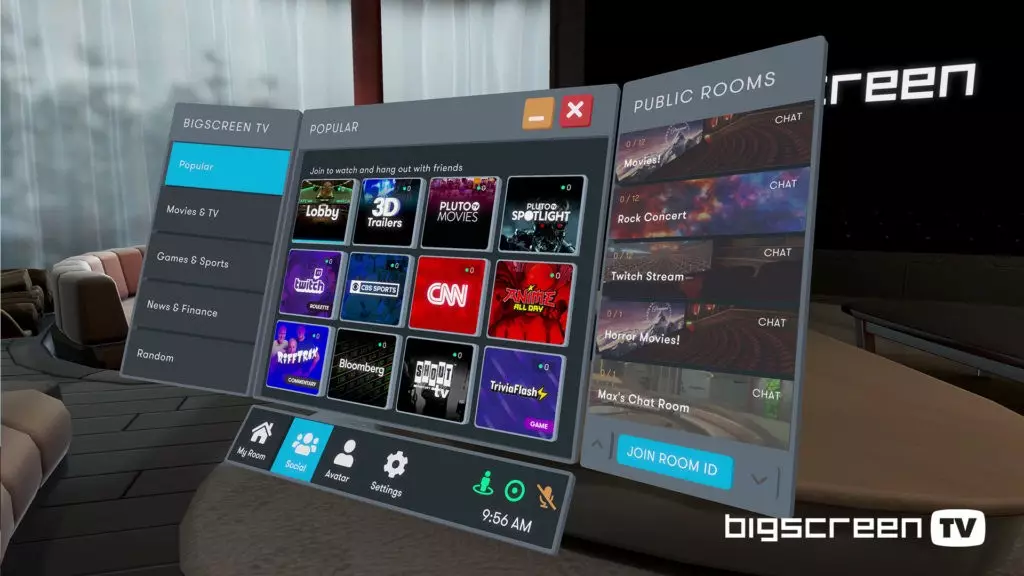 creen
BIGSCREEN TV
Popular
Movies & TV
Games & Sports
News & Finance
Random
POPULAR
Join to watch and hang out with friends
Lobby
3D
Trailers
PLUTO TV
MOVIES
PLUTO TV
SPOTLIGHT
twitch
ROULETTE
CBS SPORTS
CNN
ANIME
ALL DAY
RIFFTRAX
COMMENTARY
Bloomberg
SHOUT!
tv
TriviaFlash
GAME
PUBLIC ROOMS
CHAT
0/12
Movies!
CHAT
0/12
Rock Concert
CHAT
Twitch Stream
CHAT
0/1
Horror Movies!
CHAT
Max's Chat Room
JOIN ROOM ID
My Room
Social
Avatar
Settings
9:56 AM
bigscreen TV